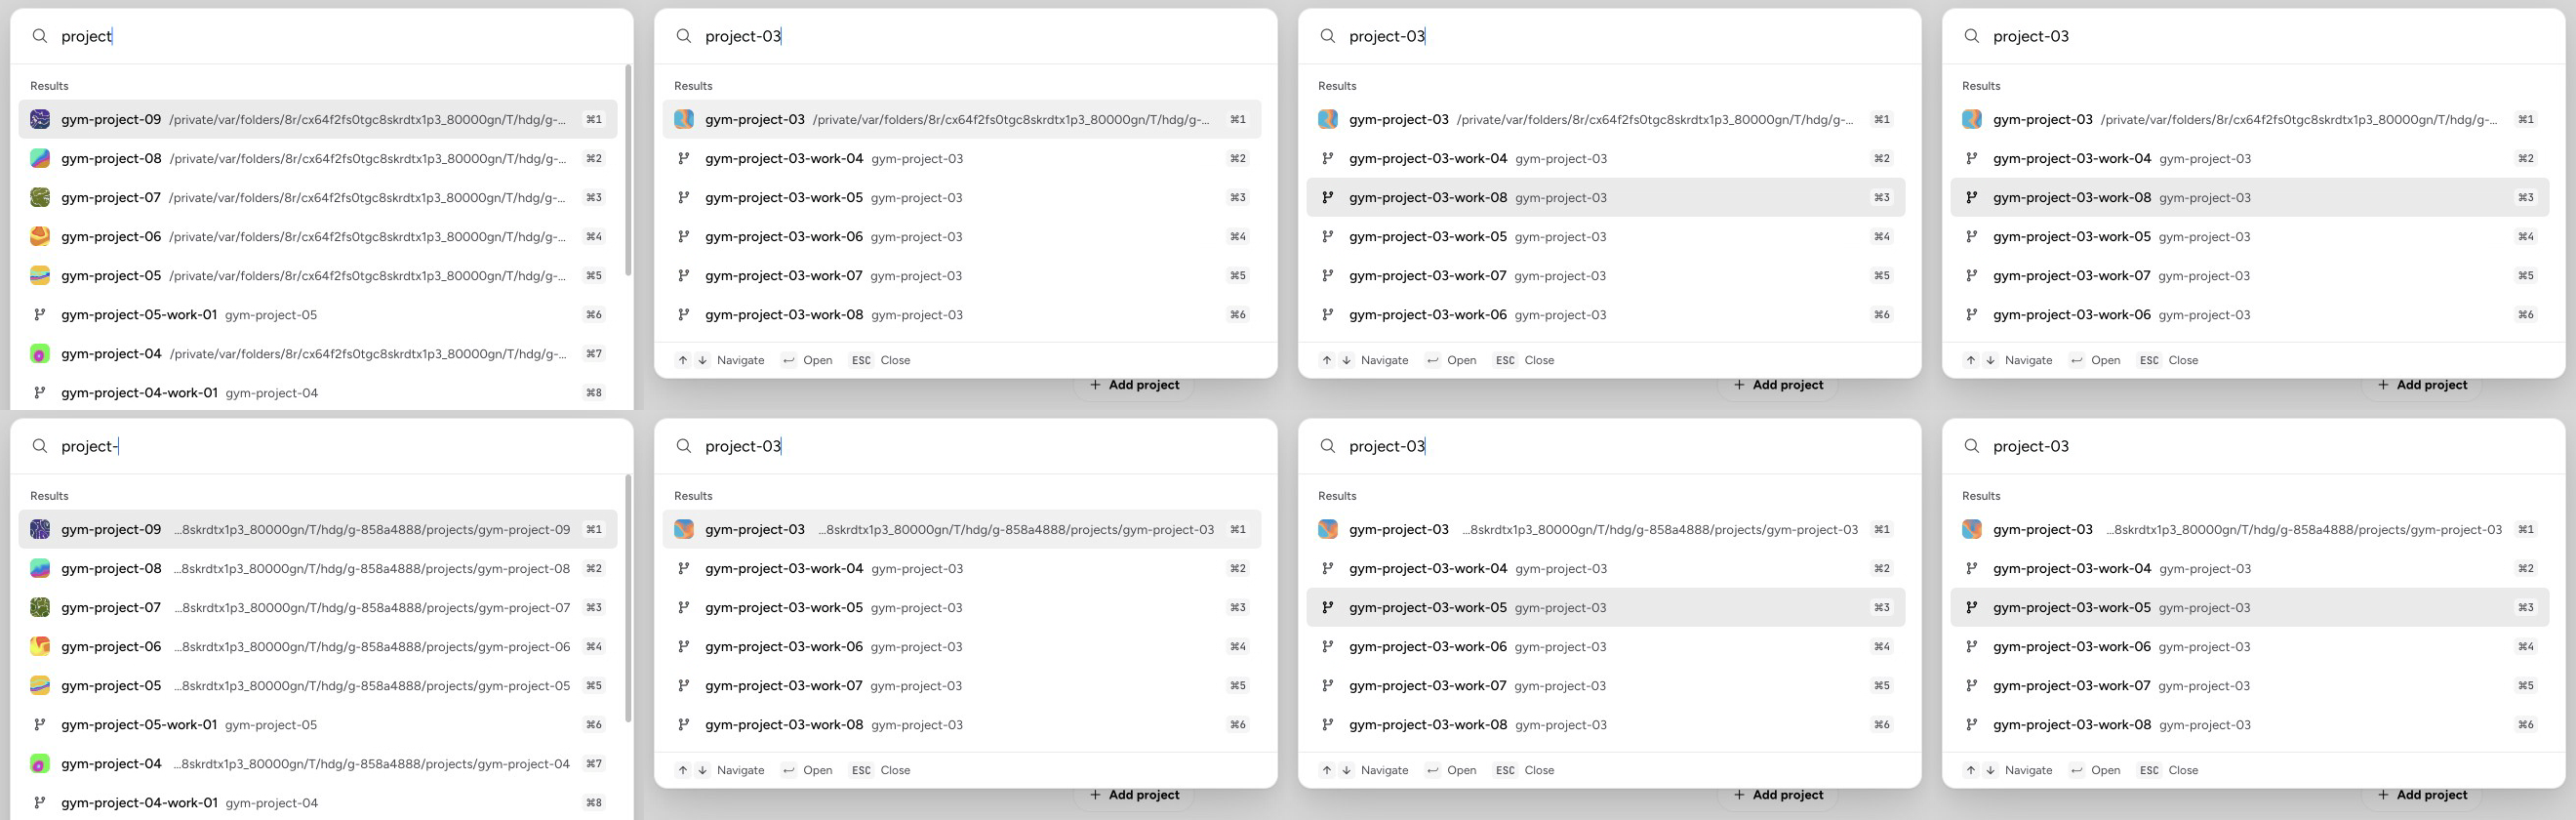 project
Results
gym-project-09 /private/var/folders/8r/cx64f2fs0tgc8skrdtx1p3_80000gn/T/hdg/g-... ⌘1
gym-project-08 /private/var/folders/8r/cx64f2fs0tgc8skrdtx1p3_80000gn/T/hdg/g-... ⌘2
gym-project-07 /private/var/folders/8r/cx64f2fs0tgc8skrdtx1p3_80000gn/T/hdg/g-... ⌘3
gym-project-06 /private/var/folders/8r/cx64f2fs0tgc8skrdtx1p3_80000gn/T/hdg/g-... ⌘4
gym-project-05 /private/var/folders/8r/cx64f2fs0tgc8skrdtx1p3_80000gn/T/hdg/g-... ⌘5
gym-project-05-work-01 gym-project-05 ⌘6
gym-project-04 /private/var/folders/8r/cx64f2fs0tgc8skrdtx1p3_80000gn/T/hdg/g-... ⌘7
gym-project-04-work-01 gym-project-04 ⌘8
project-03
Results
gym-project-03 /private/var/folders/8r/cx64f2fs0tgc8skrdtx1p3_80000gn/T/hdg/g-... ⌘1
gym-project-03-work-04 gym-project-03 ⌘2
gym-project-03-work-05 gym-project-03 ⌘3
gym-project-03-work-06 gym-project-03 ⌘4
gym-project-03-work-07 gym-project-03 ⌘5
gym-project-03-work-08 gym-project-03 ⌘6
↑ ↓ Navigate ↩ Open ESC Close
+ Add project
project-03
Results
gym-project-03 /private/var/folders/8r/cx64f2fs0tgc8skrdtx1p3_80000gn/T/hdg/g-... ⌘1
gym-project-03-work-04 gym-project-03 ⌘2
gym-project-03-work-08 gym-project-03 ⌘3
gym-project-03-work-05 gym-project-03 ⌘4
gym-project-03-work-07 gym-project-03 ⌘5
gym-project-03-work-06 gym-project-03 ⌘6
↑ ↓ Navigate ↩ Open ESC Close
+ Add project
project-03
Results
gym-project-03 /private/var/folders/8r/cx64f2fs0tgc8skrdtx1p3_80000gn/T/hdg/g-... ⌘1
gym-project-03-work-04 gym-project-03 ⌘2
gym-project-03-work-08 gym-project-03 ⌘3
gym-project-03-work-05 gym-project-03 ⌘4
gym-project-03-work-07 gym-project-03 ⌘5
gym-project-03-work-06 gym-project-03 ⌘6
↑ ↓ Navigate ↩ Open ESC Close
+ Add project
project-
Results
gym-project-09 ...8skrdtx1p3_80000gn/T/hdg/g-858a4888/projects/gym-project-09 ⌘1
gym-project-08 ...8skrdtx1p3_80000gn/T/hdg/g-858a4888/projects/gym-project-08 ⌘2
gym-project-07 ...8skrdtx1p3_80000gn/T/hdg/g-858a4888/projects/gym-project-07 ⌘3
gym-project-06 ...8skrdtx1p3_80000gn/T/hdg/g-858a4888/projects/gym-project-06 ⌘4
gym-project-05 ...8skrdtx1p3_80000gn/T/hdg/g-858a4888/projects/gym-project-05 ⌘5
gym-project-05-work-01 gym-project-05 ⌘6
gym-project-04 ...8skrdtx1p3_80000gn/T/hdg/g-858a4888/projects/gym-project-04 ⌘7
gym-project-04-work-01 gym-project-04 ⌘8
project-03
Results
gym-project-03 ...8skrdtx1p3_80000gn/T/hdg/g-858a4888/projects/gym-project-03 ⌘1
gym-project-03-work-04 gym-project-03 ⌘2
gym-project-03-work-05 gym-project-03 ⌘3
gym-project-03-work-06 gym-project-03 ⌘4
gym-project-03-work-07 gym-project-03 ⌘5
gym-project-03-work-08 gym-project-03 ⌘6
↑ ↓ Navigate ↩ Open ESC Close
+ Add project
project-03
Results
gym-project-03 ...8skrdtx1p3_80000gn/T/hdg/g-858a4888/projects/gym-project-03 ⌘1
gym-project-03-work-04 gym-project-03 ⌘2
gym-project-03-work-05 gym-project-03 ⌘3
gym-project-03-work-06 gym-project-03 ⌘4
gym-project-03-work-07 gym-project-03 ⌘5
gym-project-03-work-08 gym-project-03 ⌘6
↑ ↓ Navigate ↩ Open ESC Close
+ Add project
project-03
Results
gym-project-03 ...8skrdtx1p3_80000gn/T/hdg/g-858a4888/projects/gym-project-03 ⌘1
gym-project-03-work-04 gym-project-03 ⌘2
gym-project-03-work-05 gym-project-03 ⌘3
gym-project-03-work-06 gym-project-03 ⌘4
gym-project-03-work-07 gym-project-03 ⌘5
gym-project-03-work-08 gym-project-03 ⌘6
↑ ↓ Navigate ↩ Open ESC Close
+ Add project